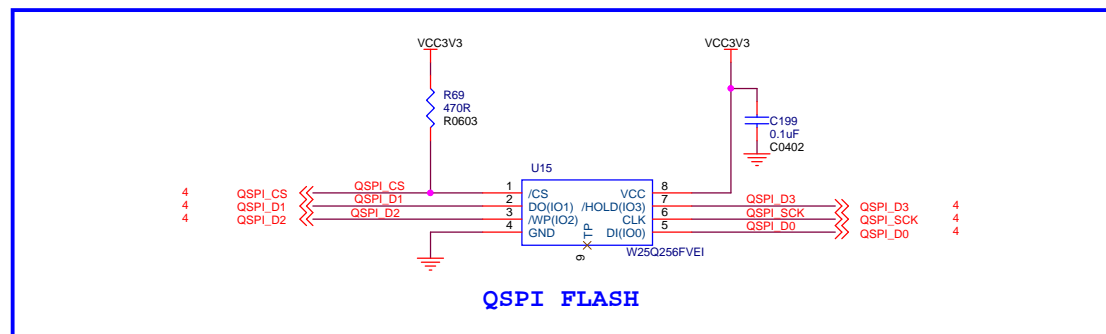 VCC3V3
VCC3V3
R69
470R
R0603
C199
0.1uF
C0402
U15
4 QSPI_CS QSPI_CS 1 /CS VCC 8
4 QSPI_D1 QSPI_D1 2 DO(IO1) /HOLD(IO3) 7 QSPI_D3 QSPI_D3 4
4 QSPI_D2 QSPI_D2 3 /WP(IO2) CLK 6 QSPI_SCK QSPI_SCK 4
4 GND DI(IO0) 5 QSPI_D0 QSPI_D0 4
9 TP
W25Q256FVEI
QSPI FLASH